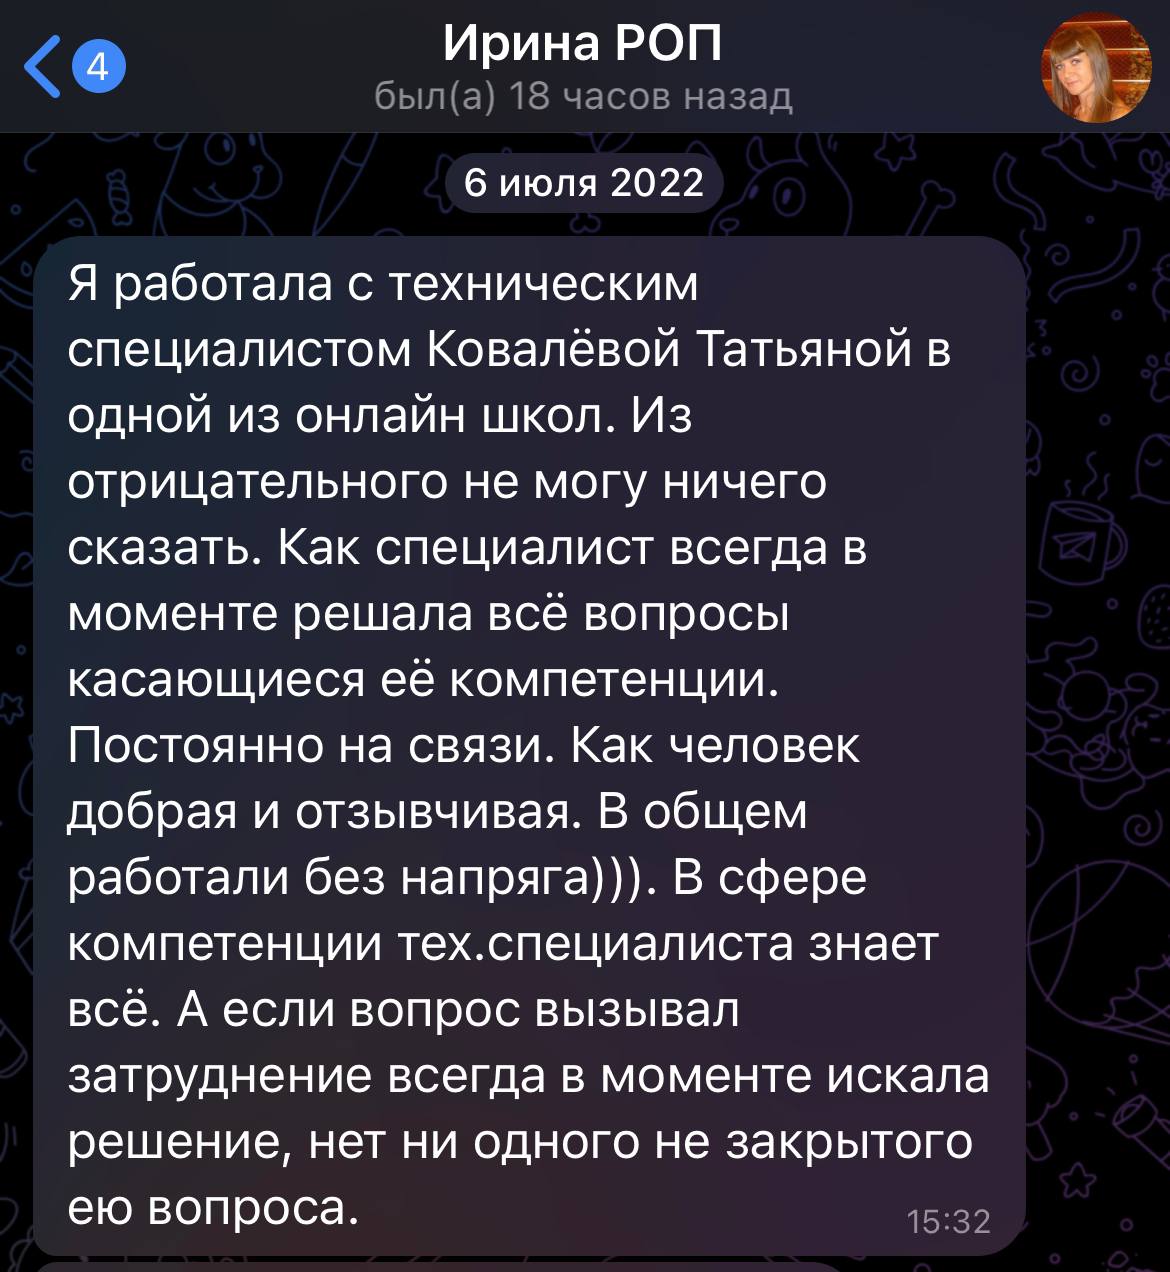 4
Ирина РОП
был(а) 18 часов назад
6 июля 2022
Я работала с техническим
специалистом Ковалёвой Татьяной в
одной из онлайн школ. Из
отрицательного не могу ничего
сказать. Как специалист всегда в
моменте решала всё вопросы
касающиеся её компетенции.
Постоянно на связи. Как человек
добрая и отзывчивая. В общем
работали без напряга))). В сфере
компетенции тех.специалиста знает
всё. А если вопрос вызывал
затруднение всегда в моменте искала
решение, нет ни одного не закрытого
ею вопроса.
15:32